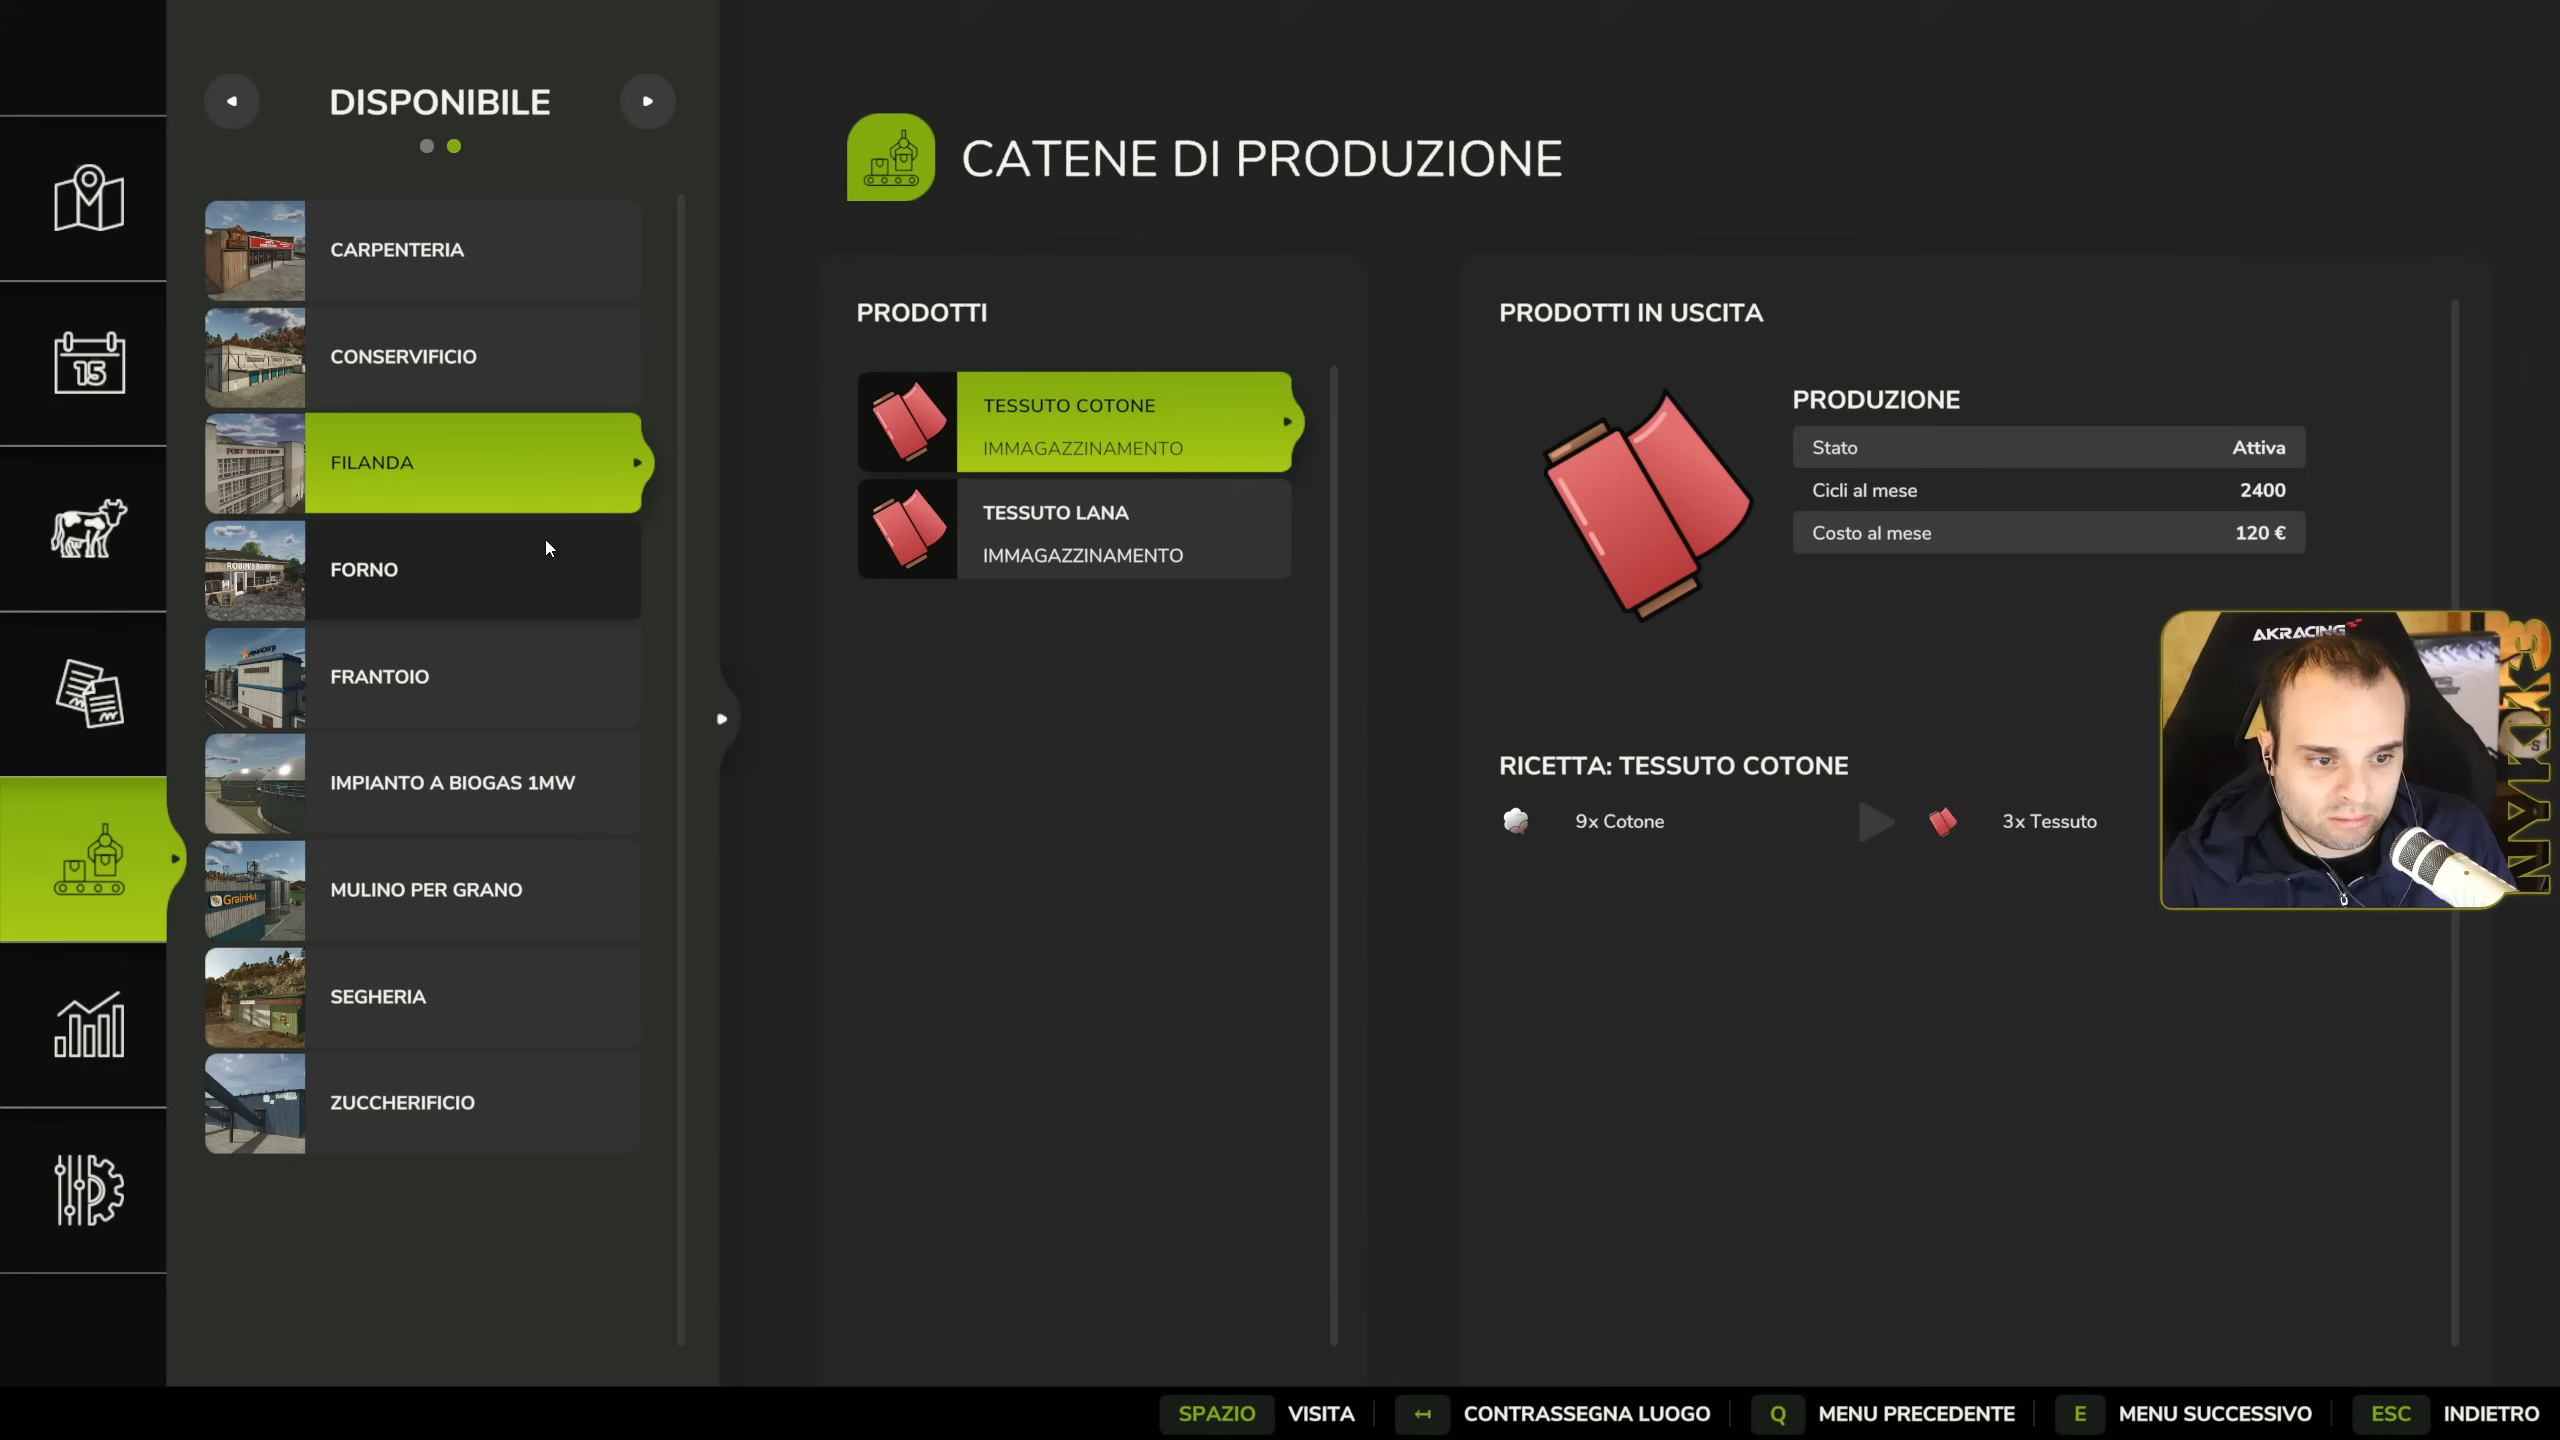 DISPONIBILE
15
CARPENTERIA
CONSERVIFICIO
FILANDA
FORNO
FRANTOIO
IMPIANTO A BIOGAS 1MW
GrainHut
MULINO PER GRANO
SEGHERIA
ZUCCHERIFICIO
CATENE DI PRODUZIONE
PRODOTTI
TESSUTO COTONE
IMMAGAZZINAMENTO
TESSUTO LANA
IMMAGAZZINAMENTO
PRODOTTI IN USCITA
PRODUZIONE
Stato Attiva
Cicli al mese 2400
Costo al mese 120 €
RICETTA: TESSUTO COTONE
9x Cotone 3x Tessuto
AKRACING
SPAZIO VISITA
CONTRASSEGNA LUOGO
Q MENU PRECEDENTE
E MENU SUCCESSIVO
ESC INDIETRO